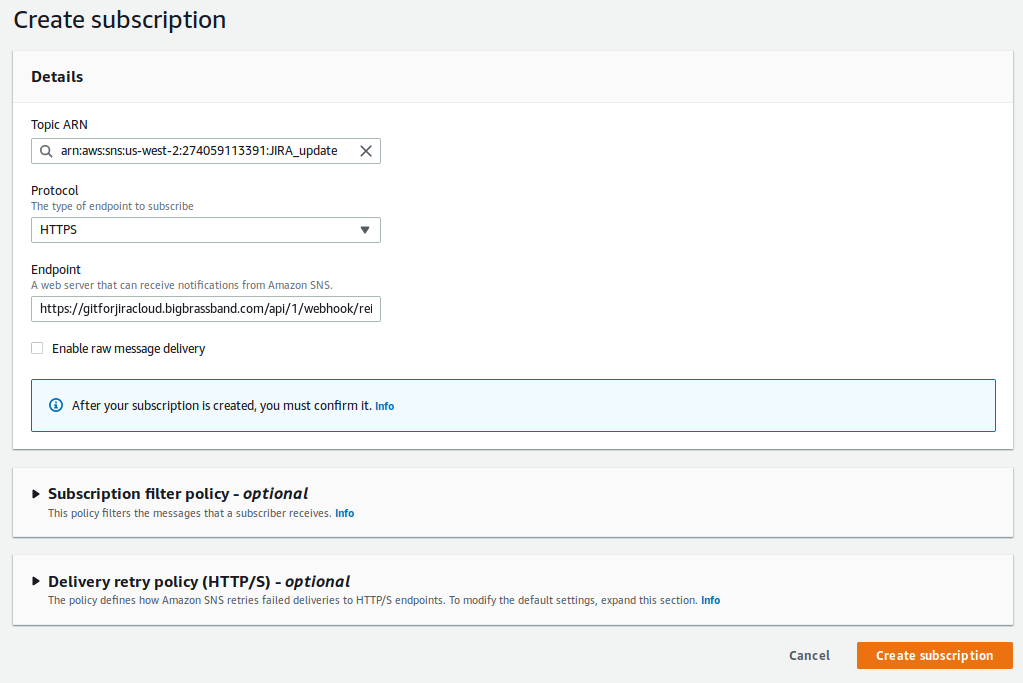 Create subscription
Details
Topic ARN
arn:aws:sns:us-west-2:274059113391:JIRA_update
Protocol
The type of endpoint to subscribe
HTTPS
Endpoint
A web server that can receive notifications from Amazon SNS.
https://gitforjiracloud.bigbrassband.com/api/1/webhook/rei
Enable raw message delivery
After your subscription is created, you must confirm it. Info
Subscription filter policy - optional
This policy filters the messages that a subscriber receives. Info
Delivery retry policy (HTTP/S) - optional
The policy defines how Amazon SNS retries failed deliveries to HTTP/S endpoints. To modify the default settings, expand this section. Info
Cancel Create subscription